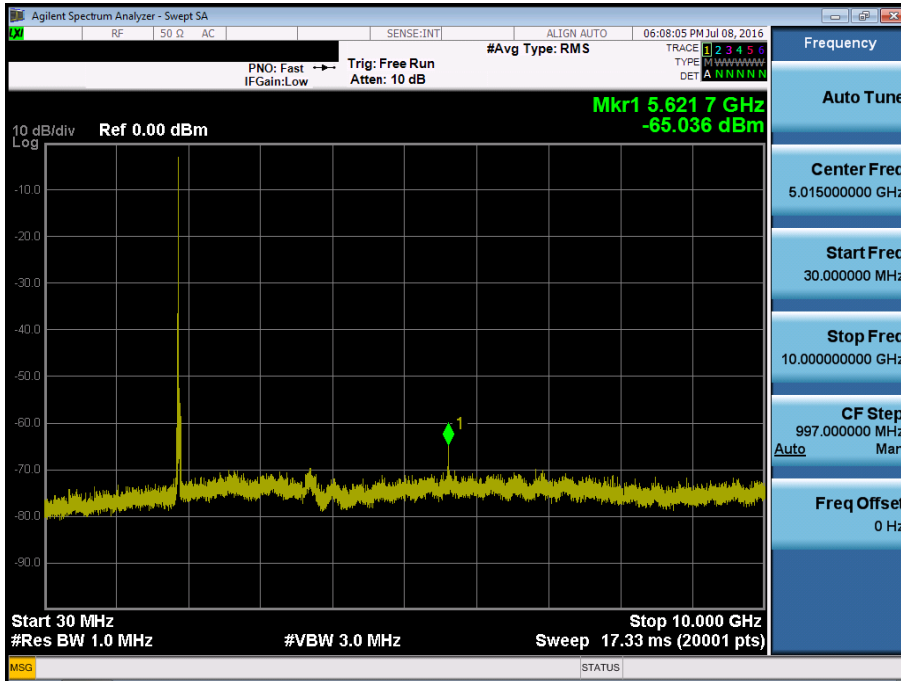 Agilent Spectrum Analyzer - Swept SA
LXI RF 50 Ω AC SENSE:INT ALIGN AUTO 06:08:05 PM Jul 08, 2016
#Avg Type: RMS TRACE 1 2 3 4 5 6
PNO: Fast Trig: Free Run TYPE M W W W W W
IFGain:Low Atten: 10 dB DET A N N N N N
Mkr1 5.621 7 GHz
-65.036 dBm
10 dB/div Ref 0.00 dBm
Log
-10.0
-20.0
-30.0
-40.0
-50.0
-60.0
1
-70.0
-80.0
-90.0
Start 30 MHz Stop 10.000 GHz
#Res BW 1.0 MHz #VBW 3.0 MHz Sweep 17.33 ms (20001 pts)
MSG STATUS
Frequency
Auto Tune
Center Freq
5.015000000 GHz
Start Freq
30.000000 MHz
Stop Freq
10.000000000 GHz
CF Step
997.000000 MHz
Auto Man
Freq Offset
0 Hz